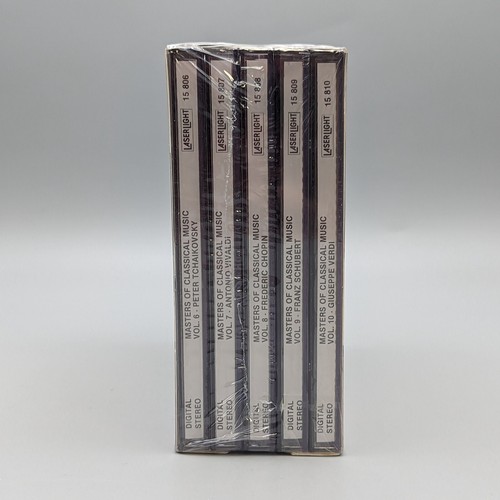 DIGITAL
STEREO
MASTERS OF CLASSICAL MUSIC
VOL. 6 - PETER TCHAIKOVSKY
LASERLIGHT
15 806
DIGITAL
STEREO
MASTERS OF CLASSICAL MUSIC
VOL. 7 - ANTONIO VIVALDI
LASERLIGHT
15 807
DIGITAL
STEREO
MASTERS OF CLASSICAL MUSIC
VOL. 8 - FREDERIC CHOPIN
LASERLIGHT
15 808
DIGITAL
STEREO
MASTERS OF CLASSICAL MUSIC
VOL. 9 - FRANZ SCHUBERT
LASERLIGHT
15 809
DIGITAL
STEREO
MASTERS OF CLASSICAL MUSIC
VOL. 10 - GIUSEPPE VERDI
LASERLIGHT
15 810